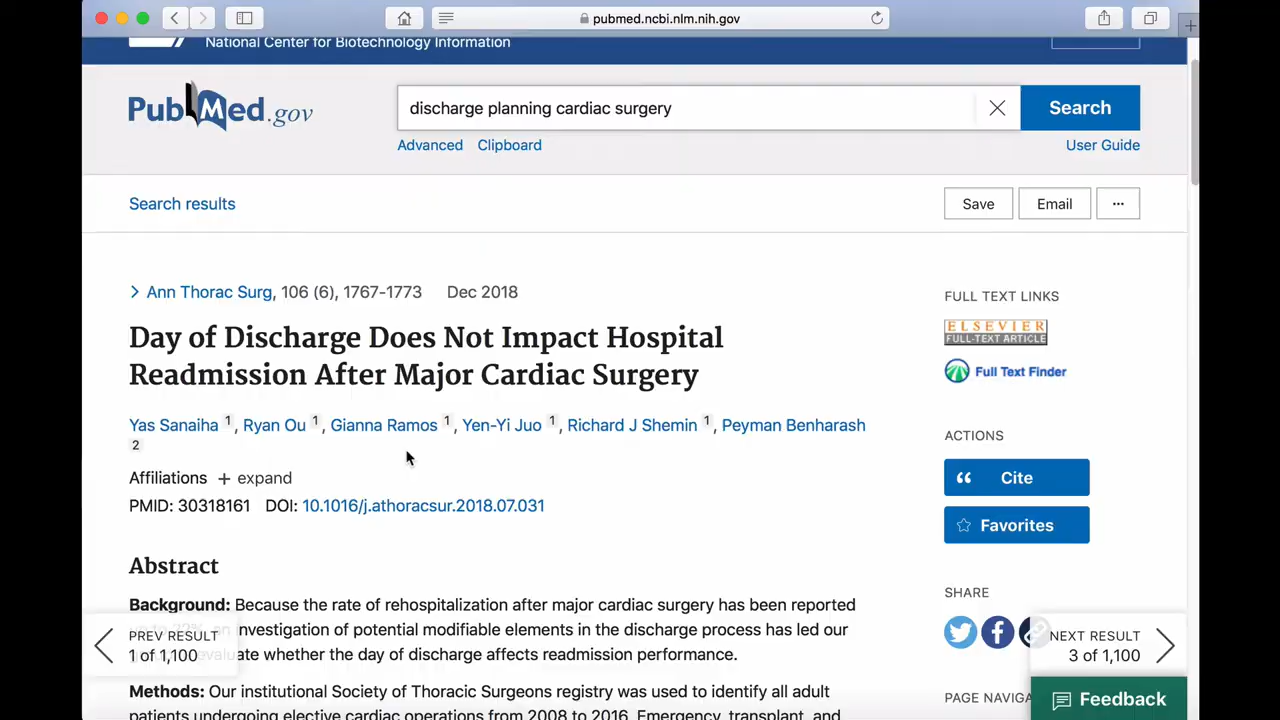 pubmed.ncbi.nlm.nih.gov
National Center for Biotechnology Information
PubMed.gov
discharge planning cardiac surgery
Search
Advanced Clipboard
User Guide
Search results
Save Email ...
Ann Thorac Surg, 106 (6), 1767-1773 Dec 2018
Day of Discharge Does Not Impact Hospital
Readmission After Major Cardiac Surgery
Yas Sanaiha 1, Ryan Ou 1, Gianna Ramos 1, Yen-Yi Juo 1, Richard J Shemin 1, Peyman Benharash
2
Affiliations + expand
PMID: 30318161 DOI: 10.1016/j.athoracsur.2018.07.031
Abstract
Background: Because the rate of rehospitalization after major cardiac surgery has been reported
investigation of potential modifiable elements in the discharge process has led our
whether the day of discharge affects readmission performance.
Methods: Our institutional Society of Thoracic Surgeons registry was used to identify all adult
patients undergoing elective cardiac operations from 2008 to 2016. Emergency, transplant, and
PREV RESULT
1 of 1,100
FULL TEXT LINKS
ELSEVIER
FULL-TEXT ARTICLE
Full Text Finder
ACTIONS
Cite
Favorites
SHARE
NEXT RESULT
3 of 1,100
PAGE
Feedback